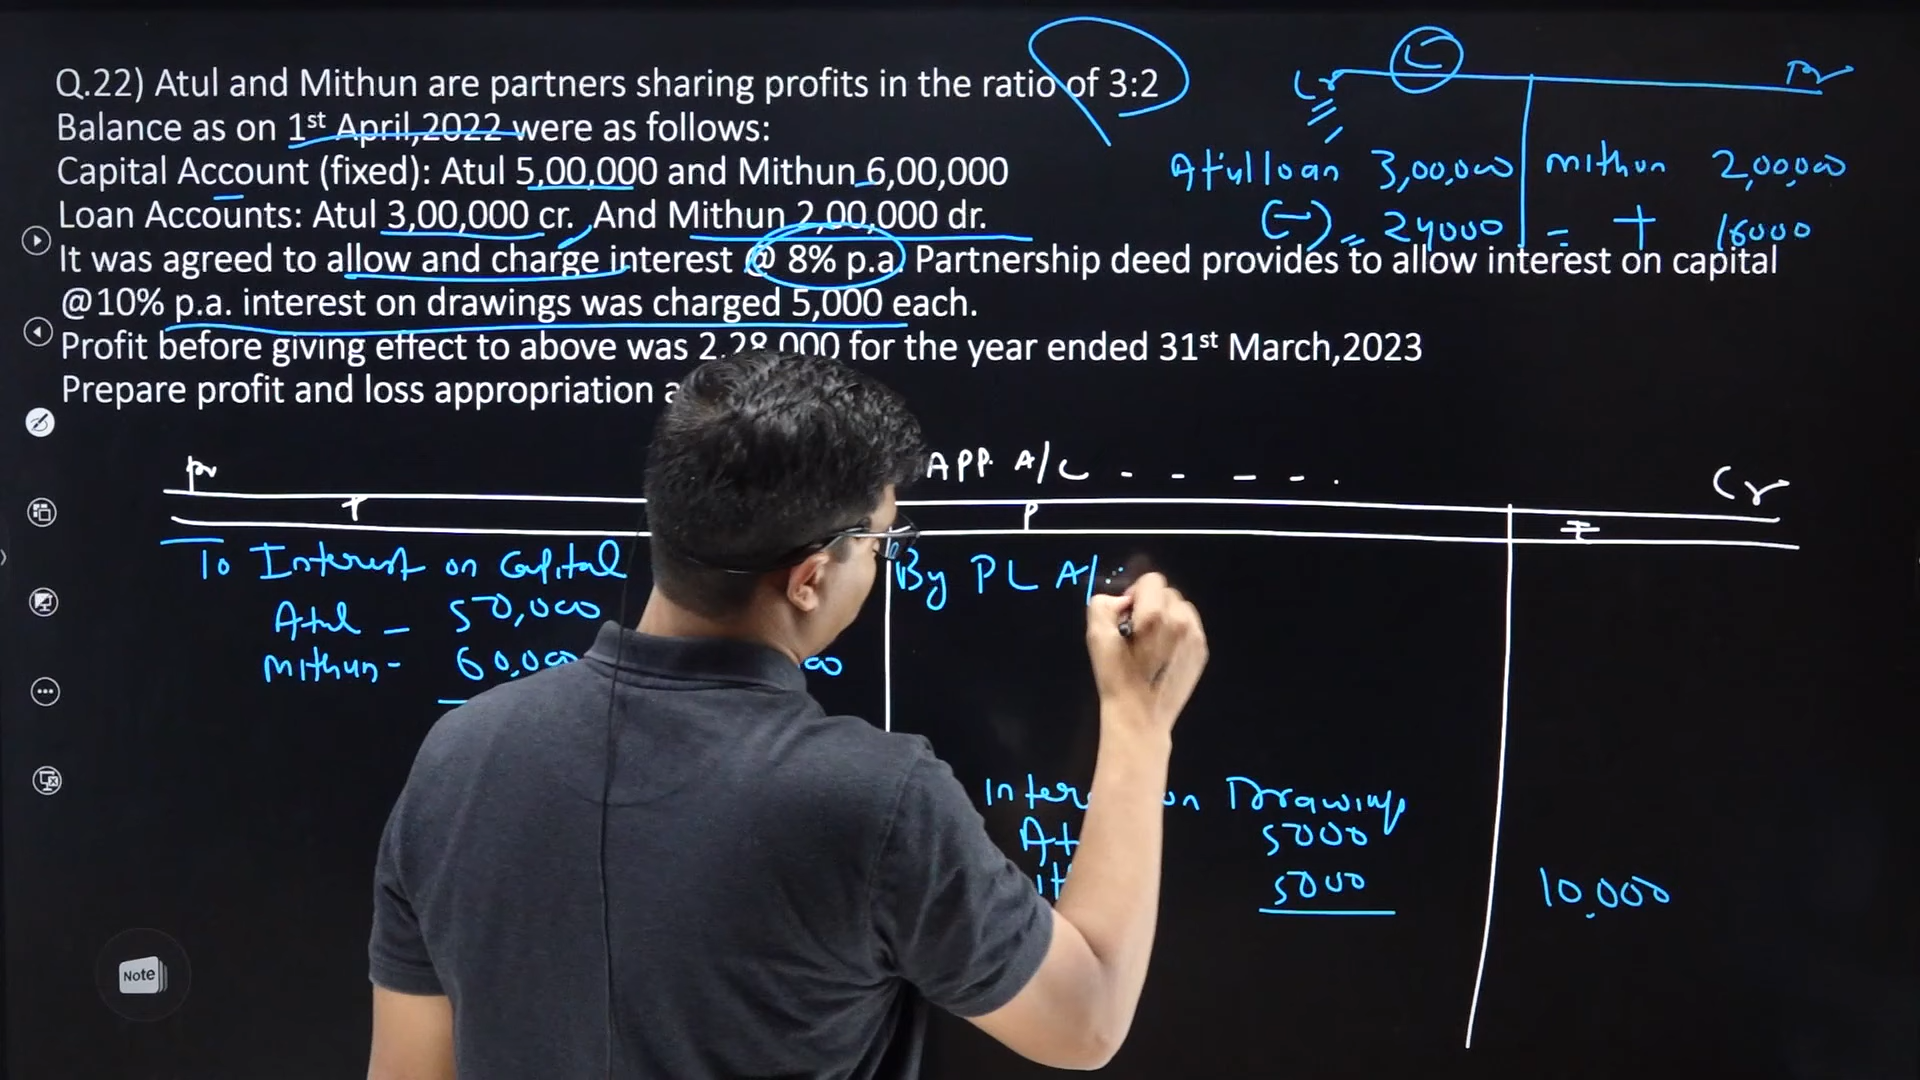 Q.22) Atul and Mithun are partners sharing profits in the ratio of 3:2
Balance as on 1st April,2022 were as follows:
Capital Account (fixed): Atul 5,00,000 and Mithun 6,00,000
Loan Accounts: Atul 3,00,000 cr. And Mithun 2,00,000 dr.
It was agreed to allow and charge interest @ 8% p.a. Partnership deed provides to allow interest on capital
@10% p.a. interest on drawings was charged 5,000 each.
Profit before giving effect to above was 2,28,000 for the year ended 31st March,2023
Prepare profit and loss appropriation a
Cr L Dr
Atul loan 3,00,000 Mithun 2,00,000
(-) = 24000 = + 16000
Dr APP. A/C - - - - . Cr
P P ₹
To Interest on Capital
Atul - 50,000
Mithun - 60,000
By PL A/
Interest on Drawings
At 5000
ith 5000 10,000
Note